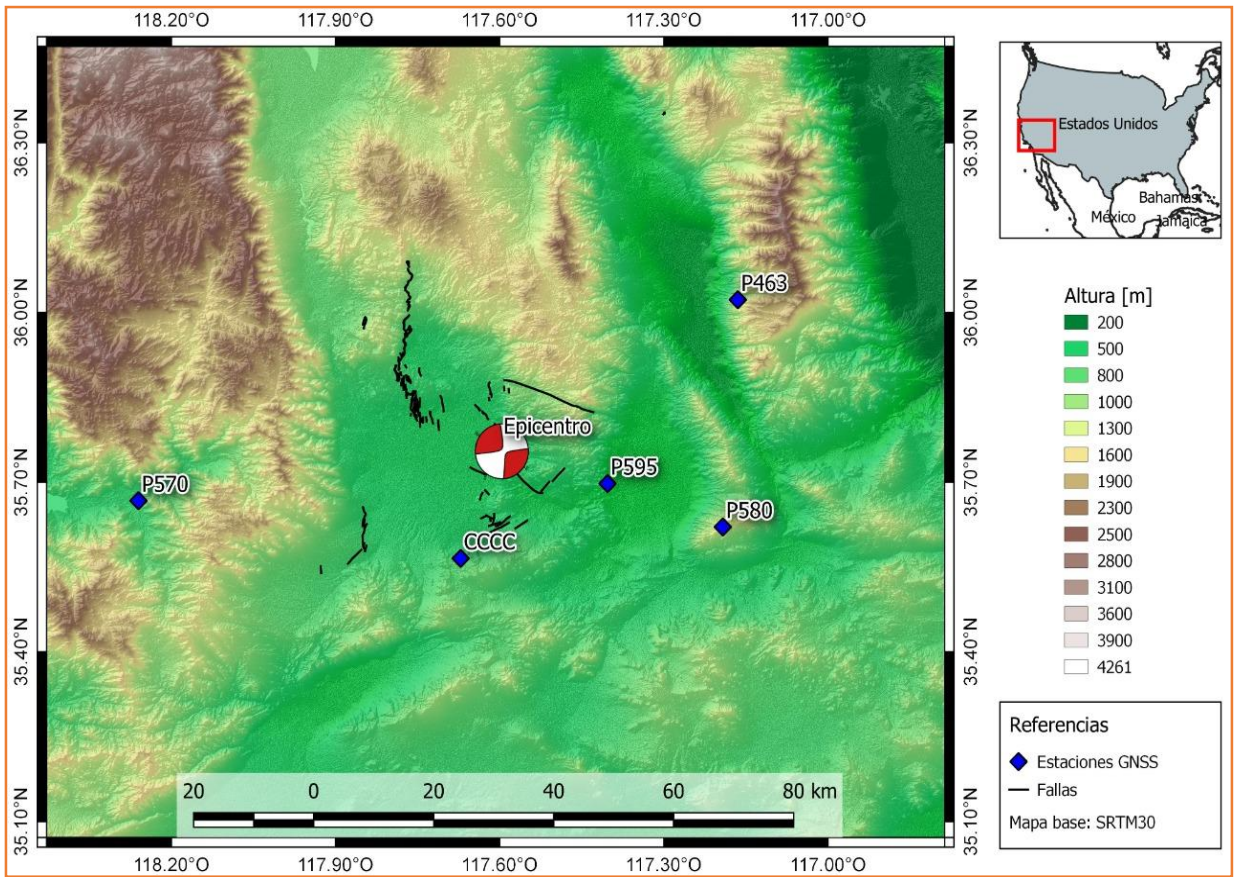 118.20°O 117.90°O 117.60°O 117.30°O 117.00°O
36.30°N 36.30°N
Estados Unidos
Bahamas
México Jamaica
P463
36.00°N 36.00°N
Altura [m]
200
500
800
1000
1300
1600
1900
2300
2500
2800
3100
3600
3900
4261
Epicentro
P570 P595
35.70°N 35.70°N
P580
CCCC
35.40°N 35.40°N
Referencias
Estaciones GNSS
Fallas
Mapa base: SRTM30
20 0 20 40 60 80 km
35.10°N 35.10°N
118.20°O 117.90°O 117.60°O 117.30°O 117.00°O